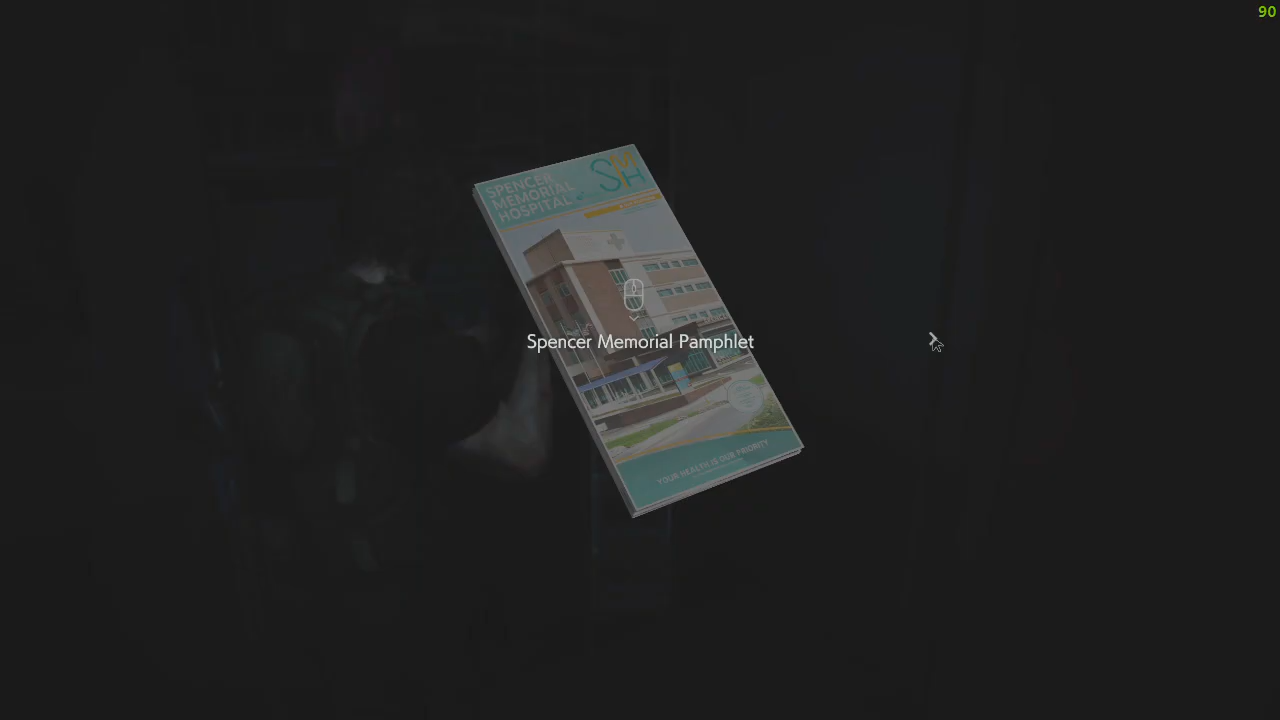 90
SPENCER
MEMORIAL
HOSPITAL
SMH
Spencer Memorial Pamphlet
YOUR HEALTH IS OUR PRIORITY